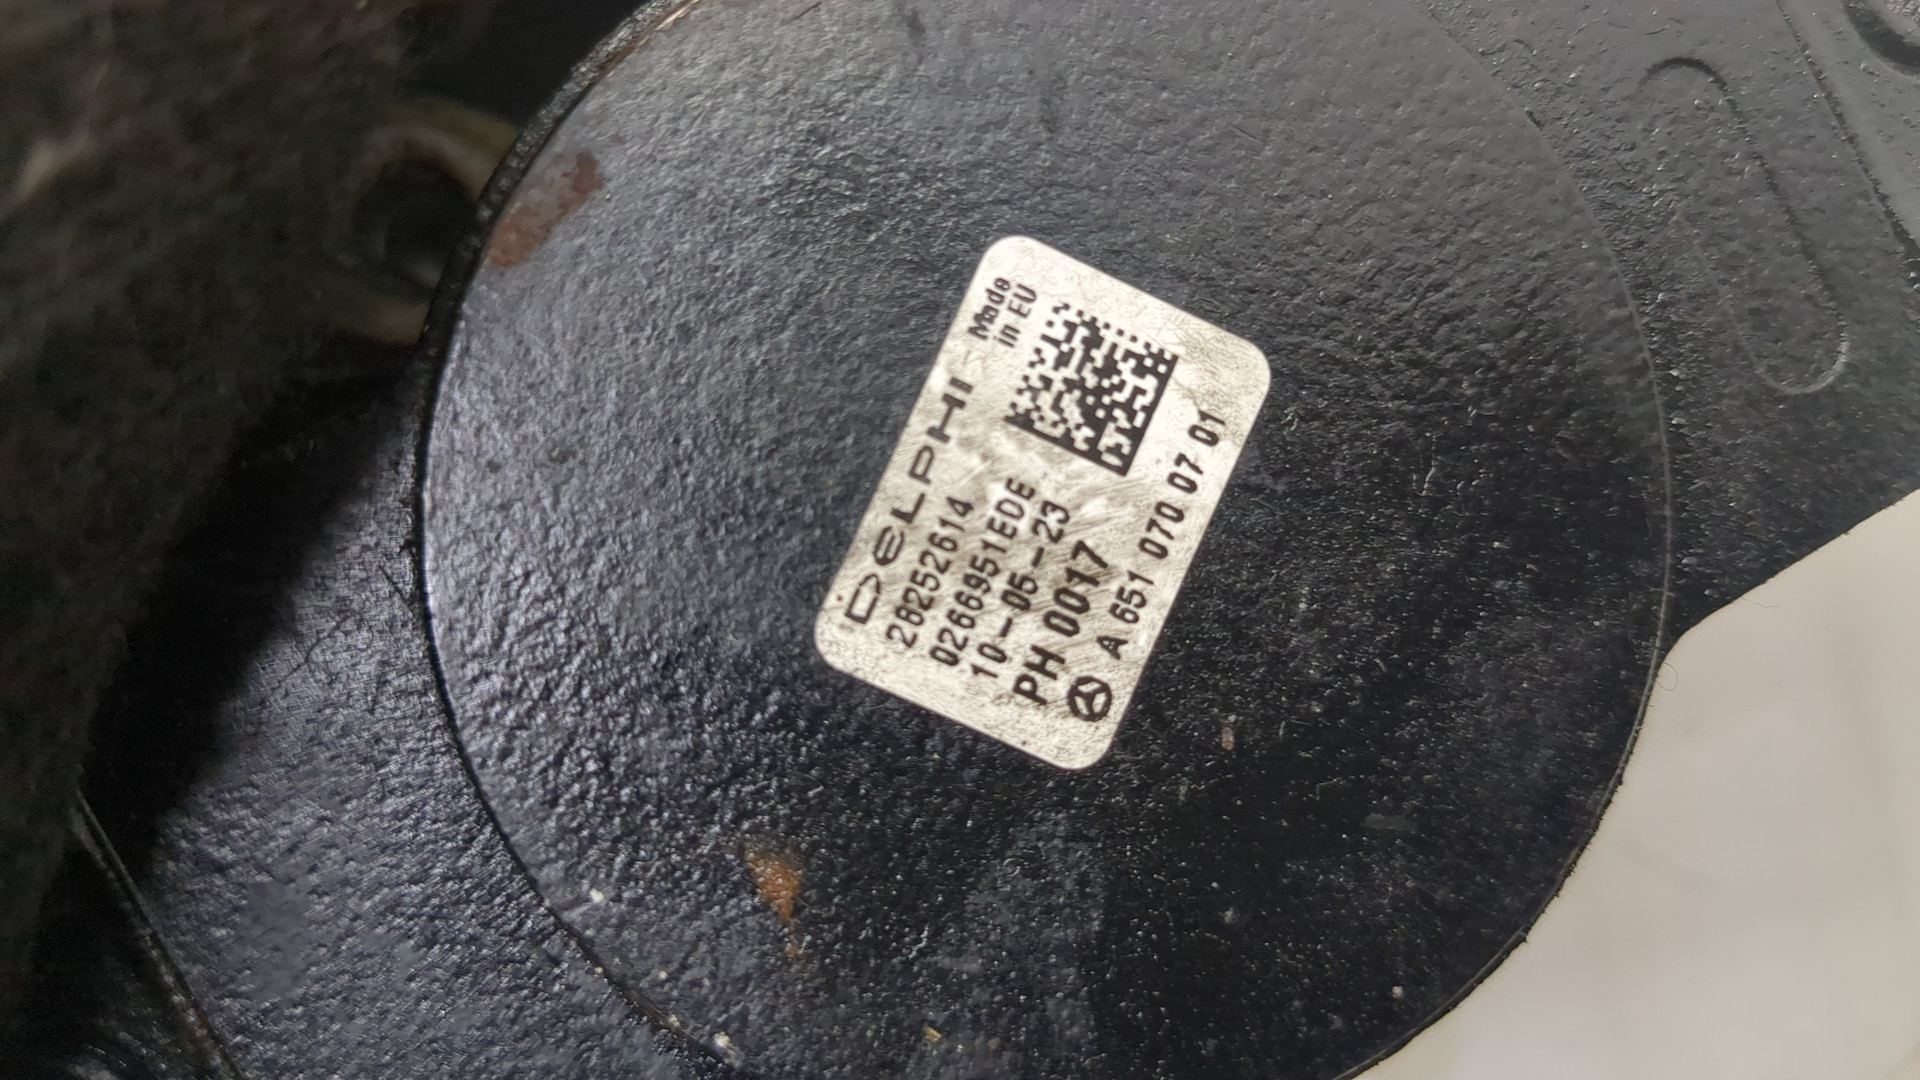 DELPHI
Made
in EU
28252614
0266951EDE
10-05-23
PH 0017
A 651 070 07 01